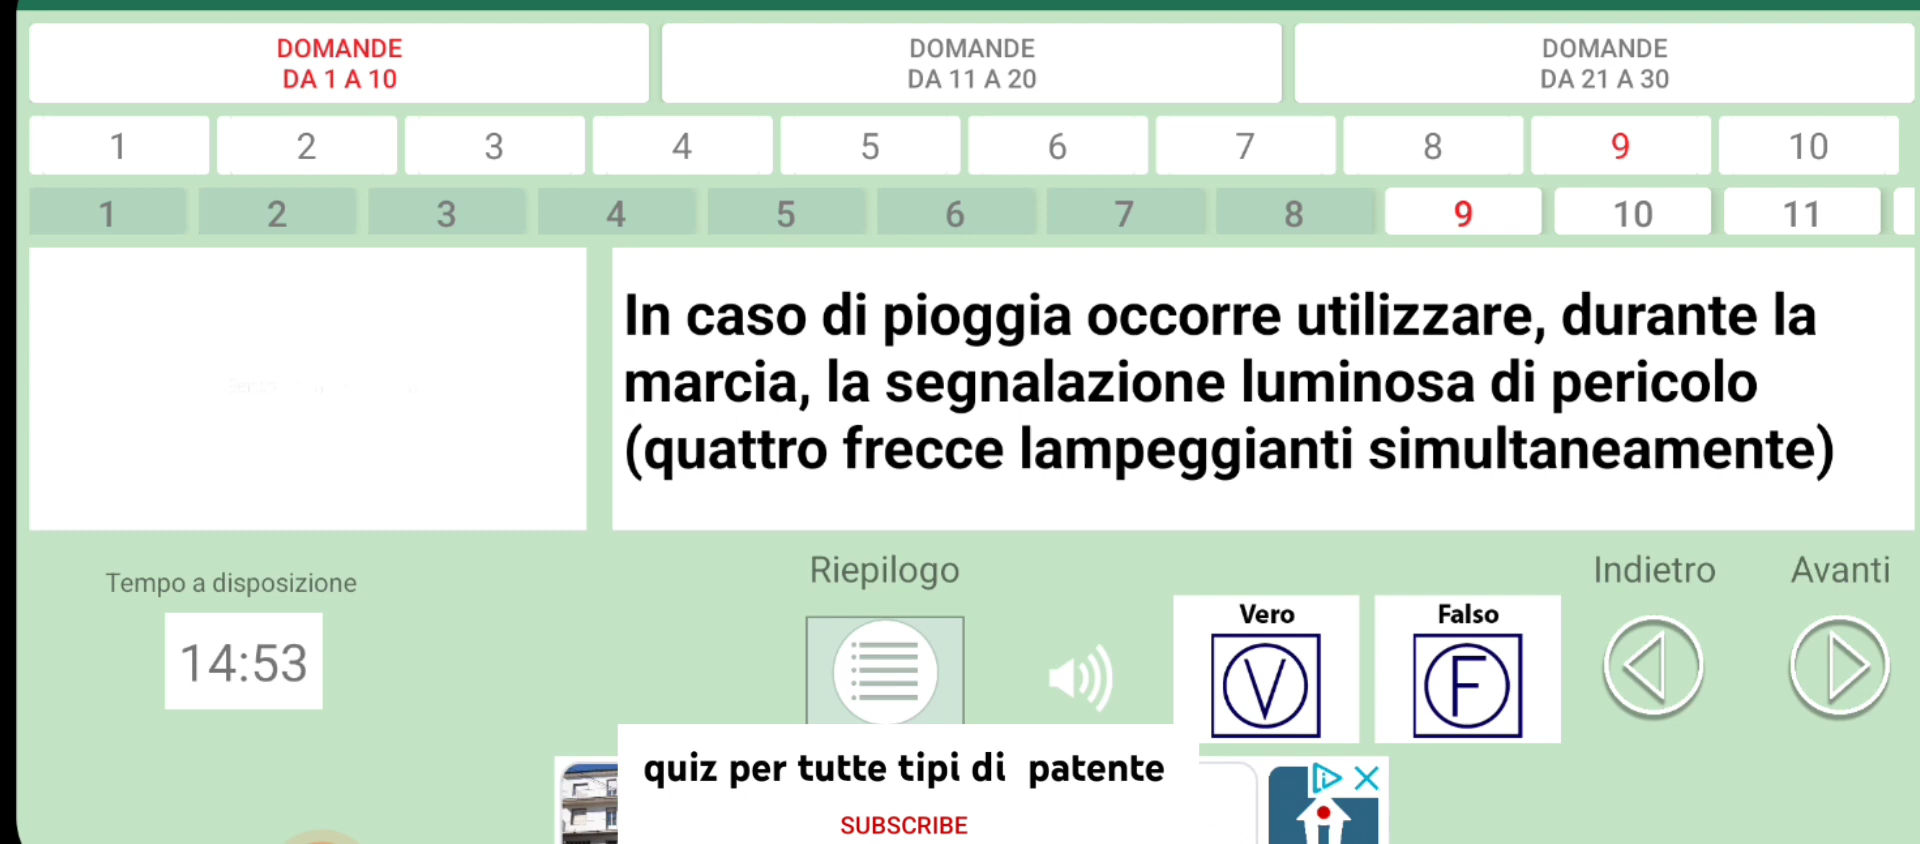 DOMANDE
DA 1 A 10
DOMANDE
DA 11 A 20
DOMANDE
DA 21 A 30
1 2 3 4 5 6 7 8 9 10
1 2 3 4 5 6 7 8 9 10 11
In caso di pioggia occorre utilizzare, durante la
marcia, la segnalazione luminosa di pericolo
(quattro frecce lampeggianti simultaneamente)
Tempo a disposizione
14:53
Riepilogo
Vero
V
Falso
F
Indietro
Avanti
quiz per tutte tipi di patente
SUBSCRIBE